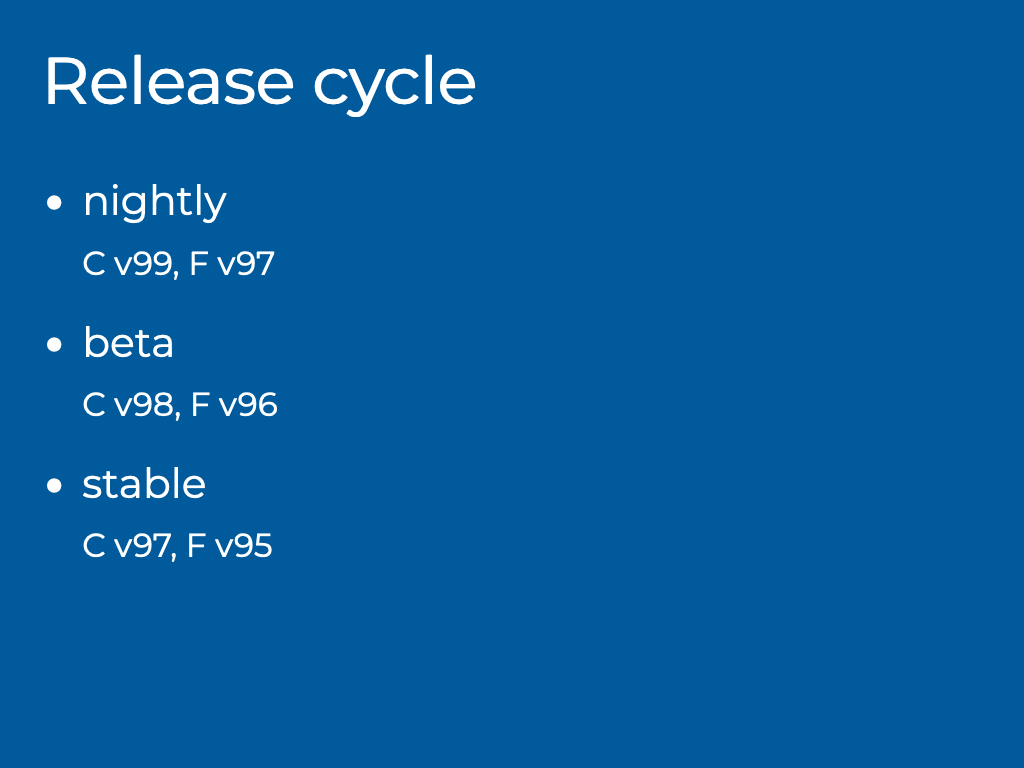 Release cycle
• nightly
C v99, F v97
• beta
C v98, F v96
• stable
C v97, F v95